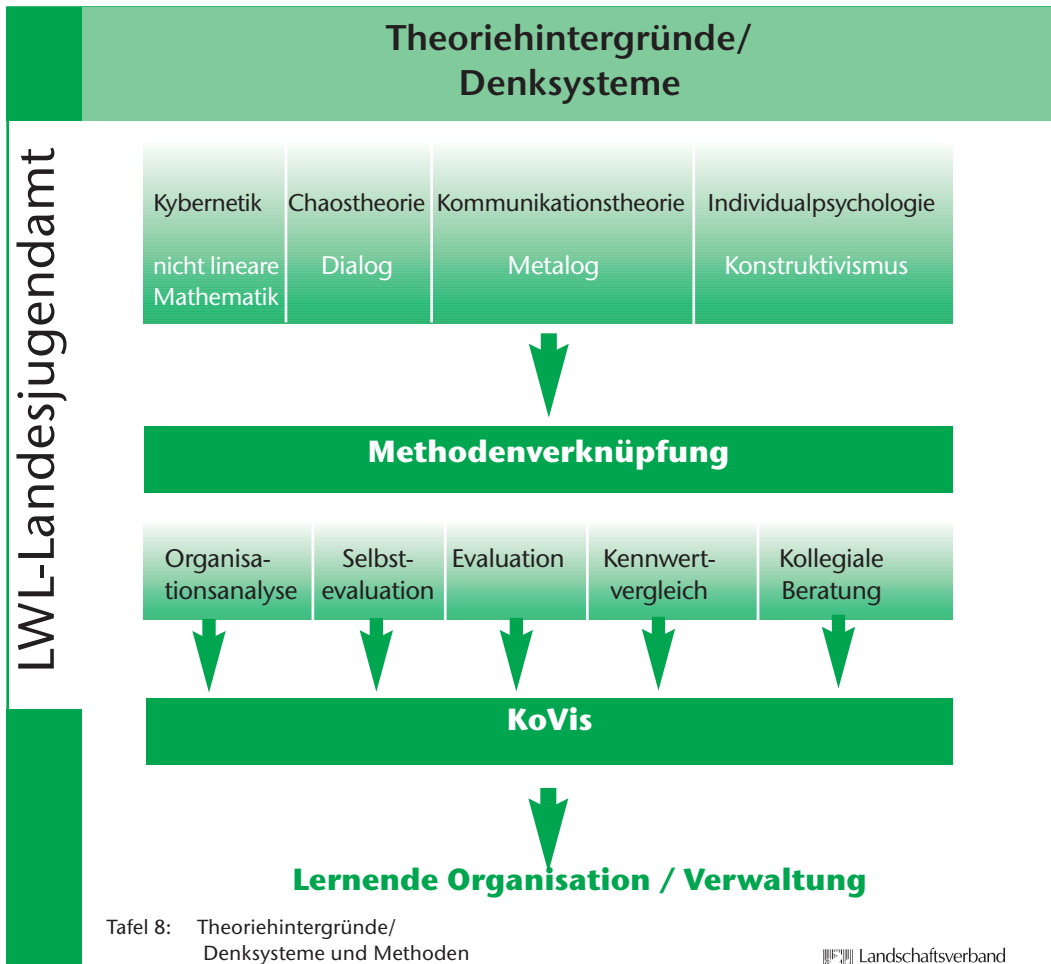 Theoriehintergründe/
Denksysteme
LWL-Landesjugendamt
Kybernetik
nicht lineare
Mathematik
Chaostheorie
Dialog
Kommunikationstheorie
Metalog
Individualpsychologie
Konstruktivismus
Methodenverknüpfung
Organisa-
tionsanalyse
Selbst-
evaluation
Evaluation
Kennwert-
vergleich
Kollegiale
Beratung
KoVis
Lernende Organisation / Verwaltung
Tafel 8: Theoriehintergründe/
Denksysteme und Methoden
Landschaftsverband